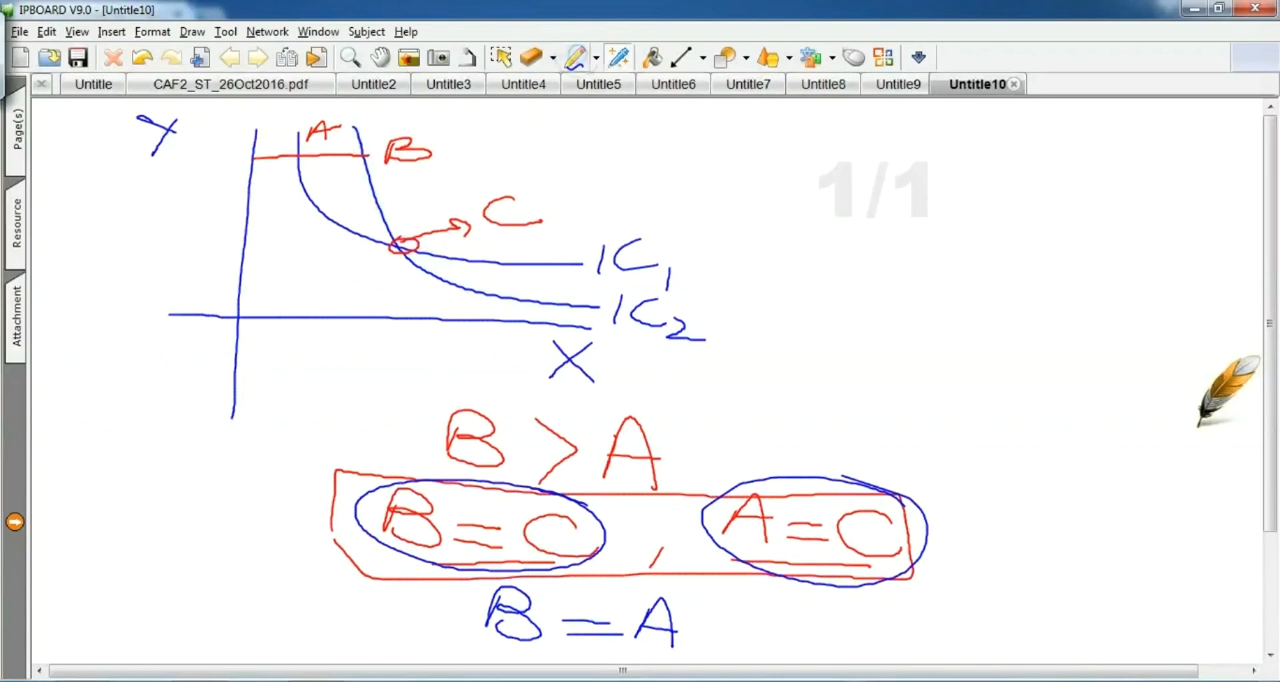 IPBOARD V9.0 - [Untitle10]
File Edit View Insert Format Draw Tool Network Window Subject Help
Untitle CAF2_ST_26Oct2016.pdf Untitle2 Untitle3 Untitle4 Untitle5 Untitle6 Untitle7 Untitle8 Untitle9 Untitle10
Page(s)
Resource
Attachment
1/1
Y
A
B
C
IC1
IC2
X
B > A
B = C , A = C
B = A